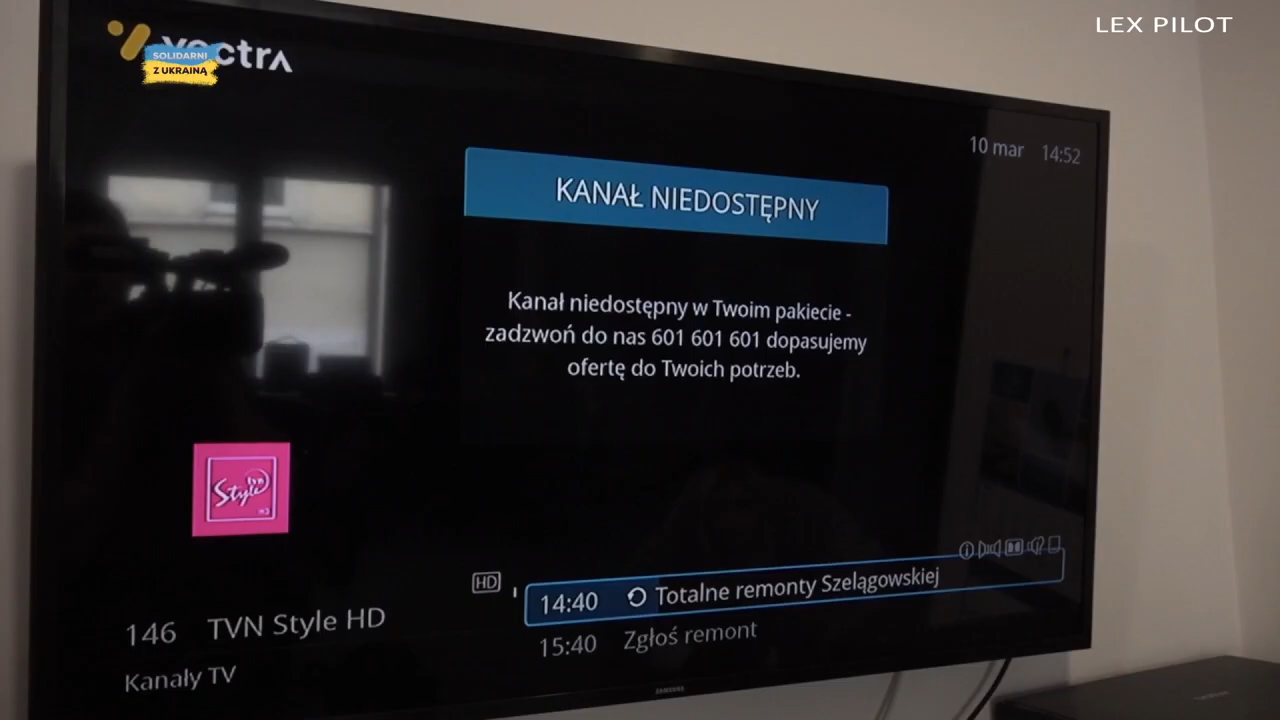 LEX PILOT
vectra
SOLIDARNI
Z UKRAINĄ
10 mar 14:52
KANAŁ NIEDOSTĘPNY
Kanał niedostępny w Twoim pakiecie -
zadzwoń do nas 601 601 601 dopasujemy
ofertę do Twoich potrzeb.
tvn
Style
HD
14:40 Totalne remonty Szelągowskiej
146 TVN Style HD
15:40 Zgłoś remont
Kanały TV
SAMSUNG